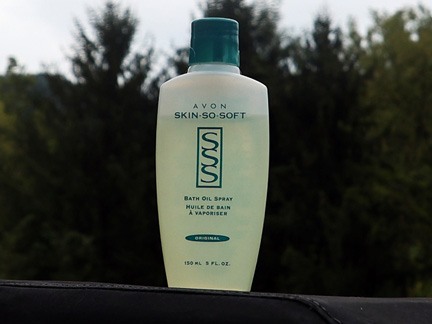 AVON
SKIN·SO·SOFT
SSS
BATH OIL SPRAY
HUILE DE BAIN
À VAPORISER
ORIGINAL
150 ML 5 FL. OZ.